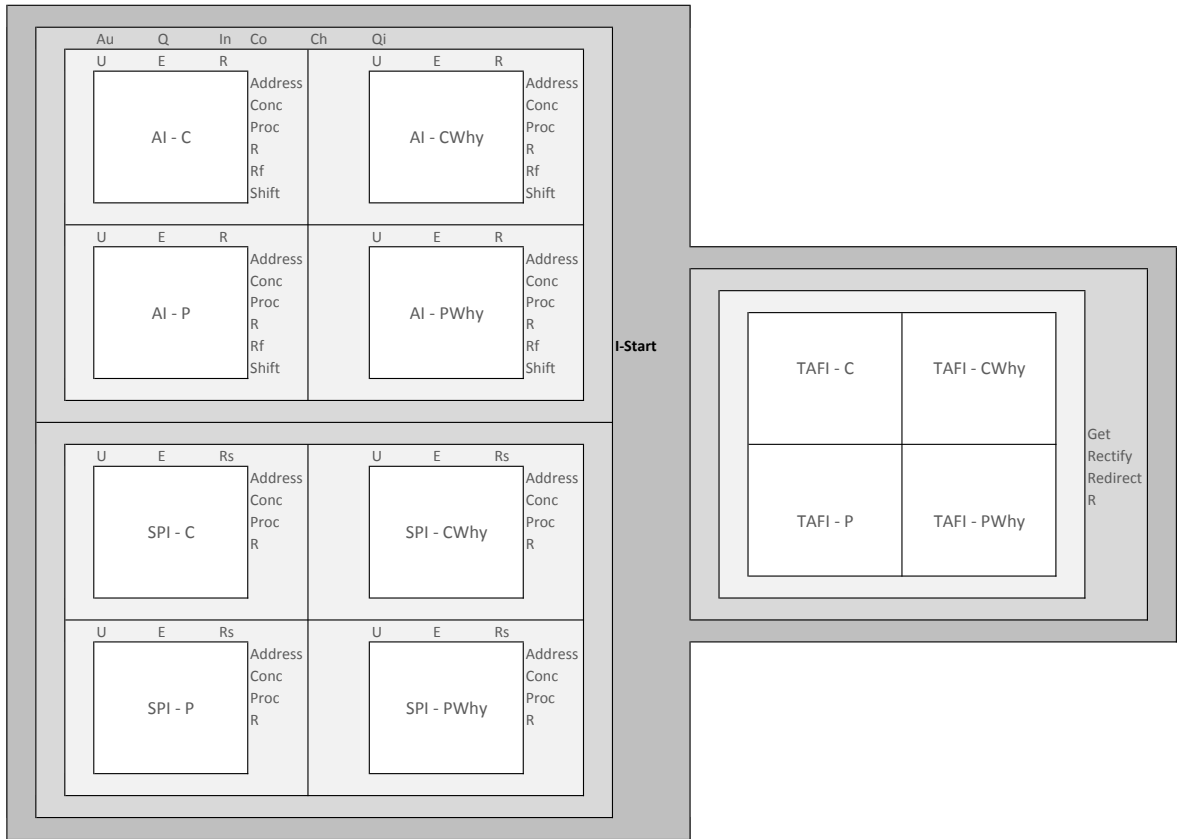 Au Q In Co Ch Qi
U E R U E R
Address Address
Conc Conc
Proc Proc
AI - C AI - CWhy
R R
Rf Rf
Shift Shift
U E R U E R
Address Address
Conc Conc
Proc Proc
AI - P AI - PWhy
R R
Rf Rf
Shift Shift
I-Start
TAFI - C TAFI - CWhy
Get
Rectify
Redirect
R
TAFI - P TAFI - PWhy
U E Rs U E Rs
Address Address
Conc Conc
Proc Proc
SPI - C SPI - CWhy
R R
U E Rs U E Rs
Address Address
Conc Conc
Proc Proc
SPI - P SPI - PWhy
R R